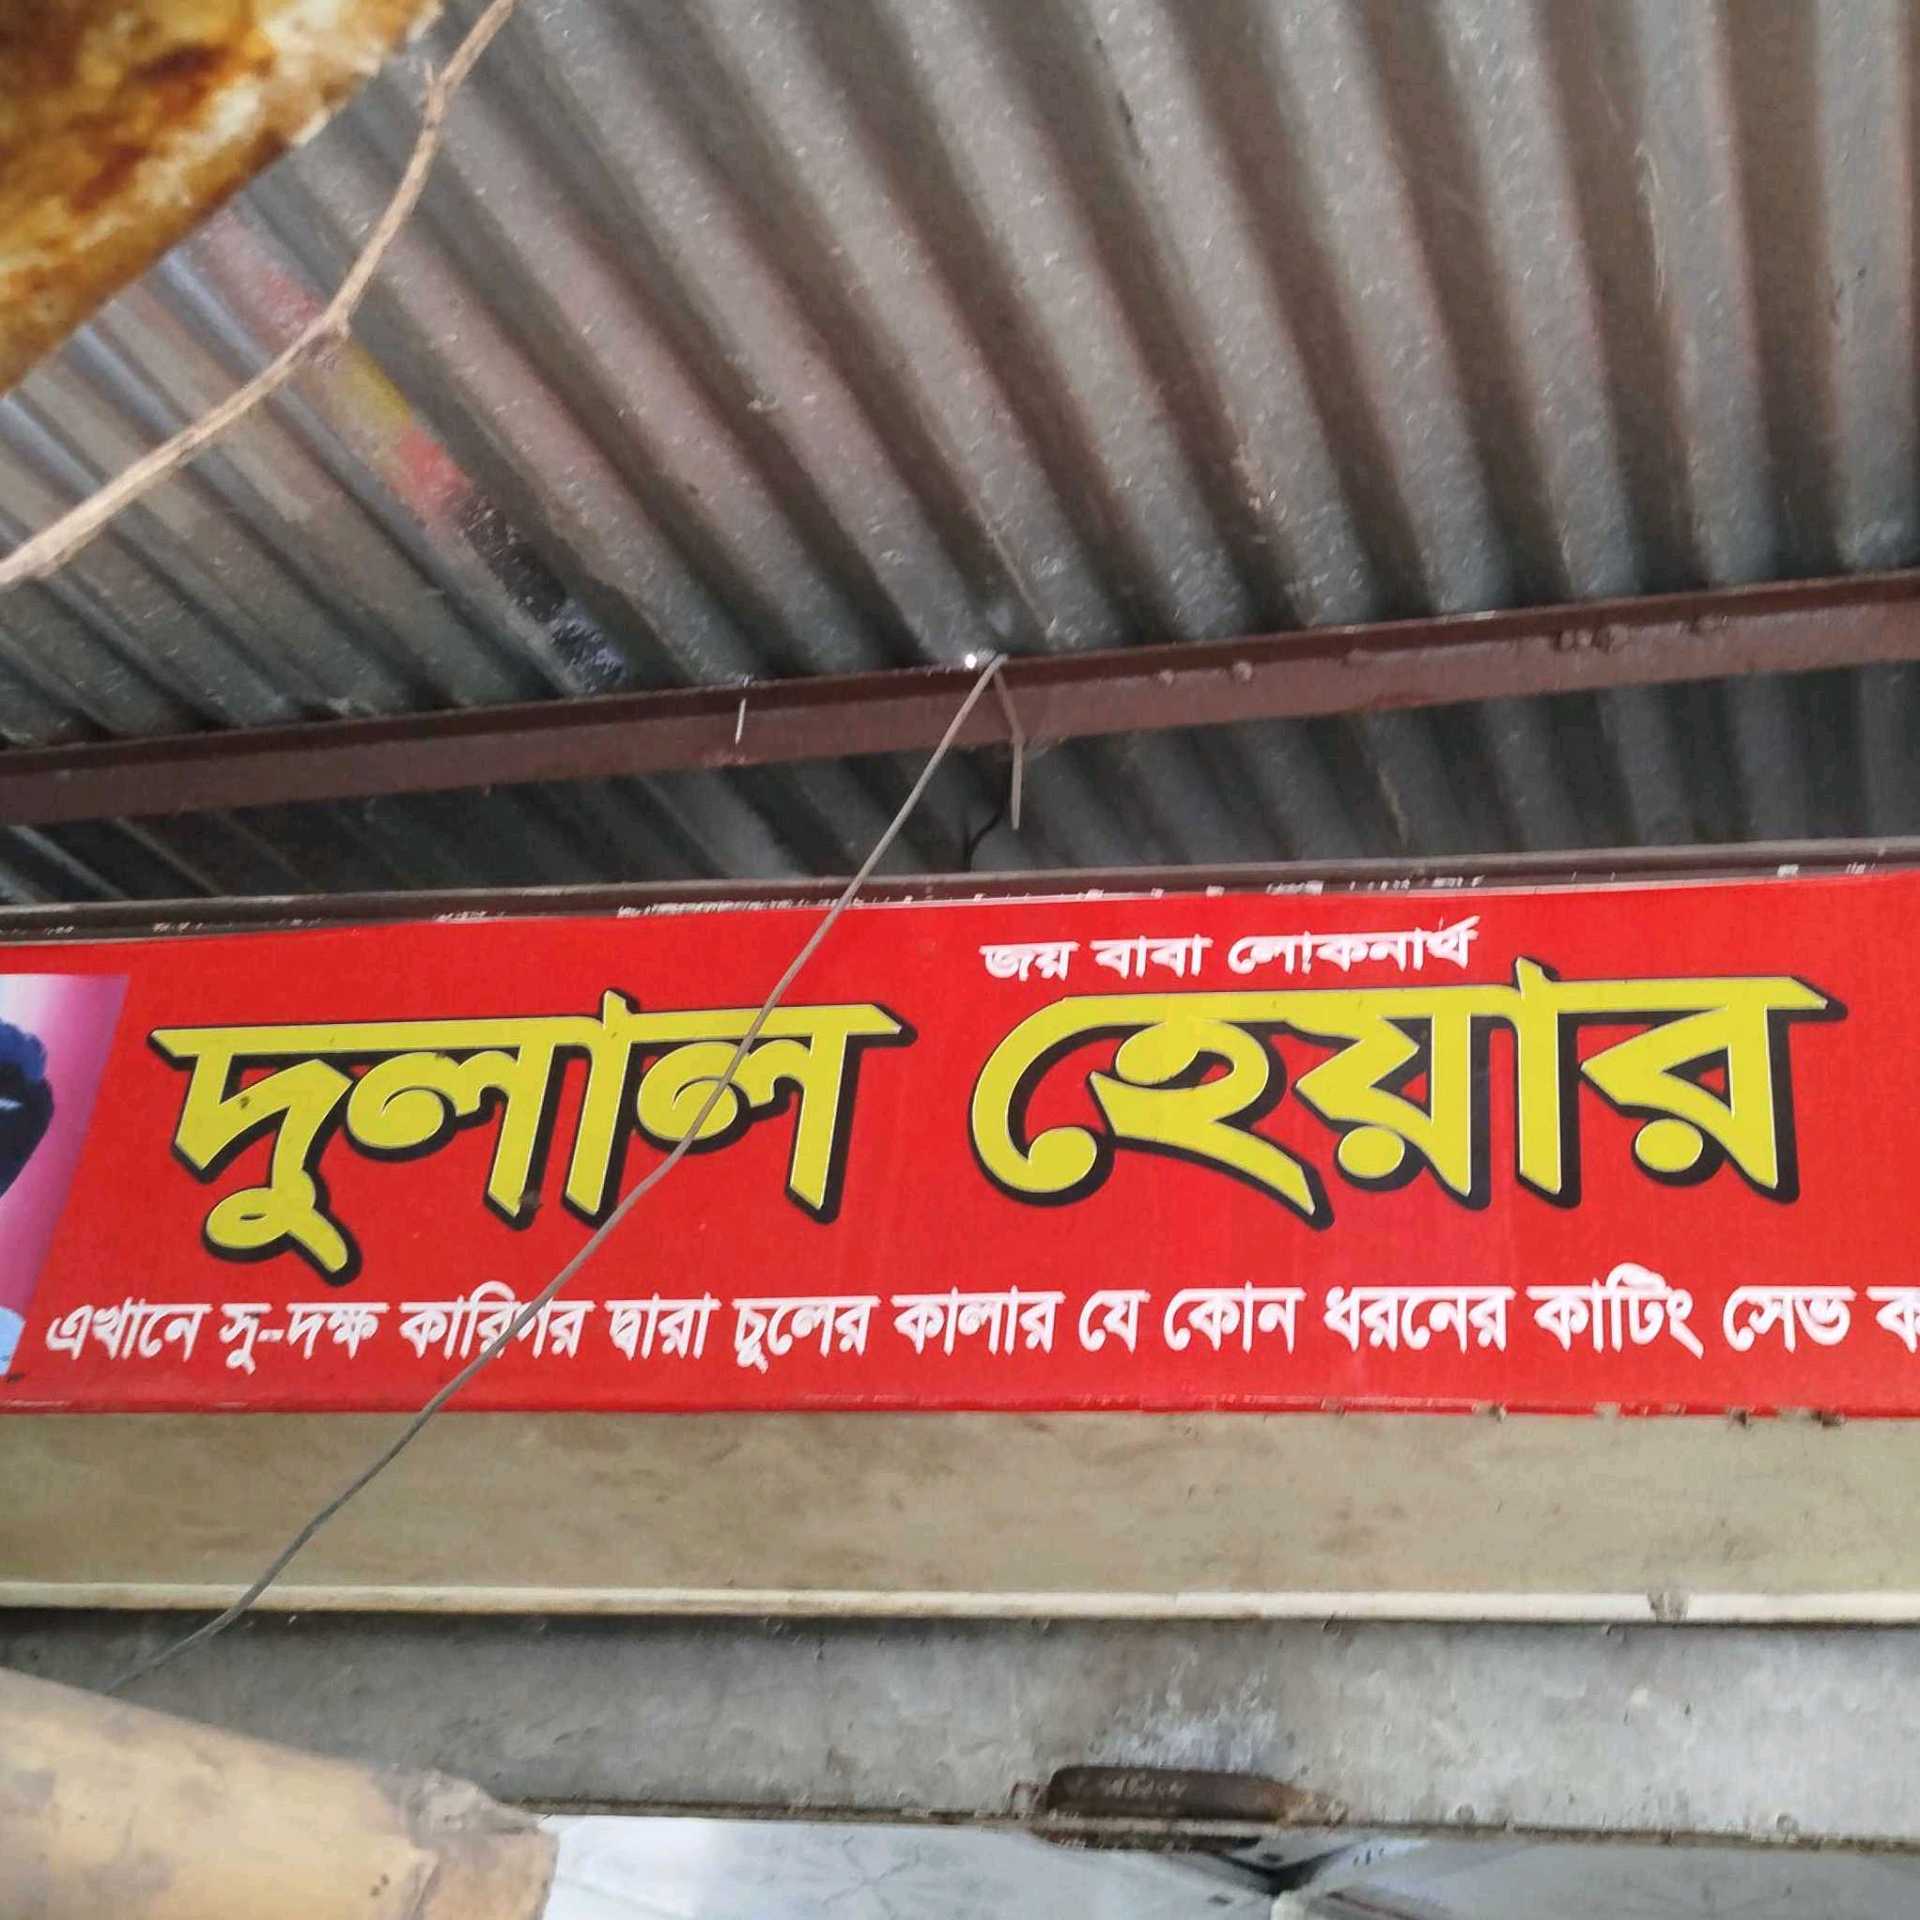 জয় বাবা লোকনাথ
দুলাল হেয়ার
এখানে সু-দক্ষ কারিগর দ্বারা চুলের কালার যে কোন ধরনের কাটিং সেভ